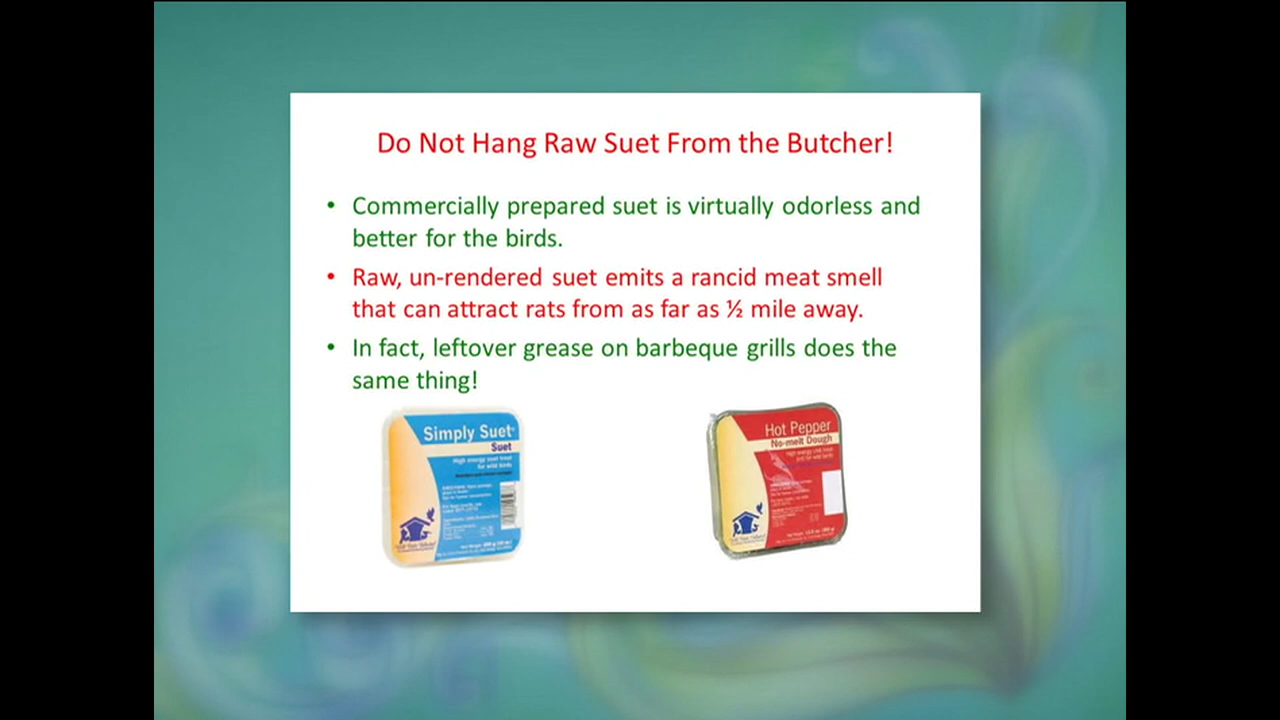 Do Not Hang Raw Suet From the Butcher!
• Commercially prepared suet is virtually odorless and
better for the birds.
• Raw, un-rendered suet emits a rancid meat smell
that can attract rats from as far as ½ mile away.
• In fact, leftover grease on barbeque grills does the
same thing!
Simply Suet
Suet
High energy suet treat
for wild birds
Hot Pepper
No-melt Dough